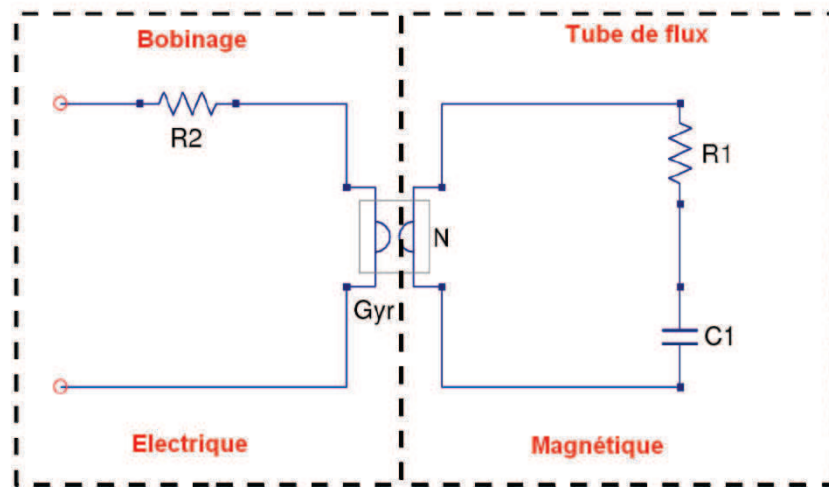 Bobinage
Tube de flux
R2
R1
N
Gyr
C1
Electrique
Magnétique